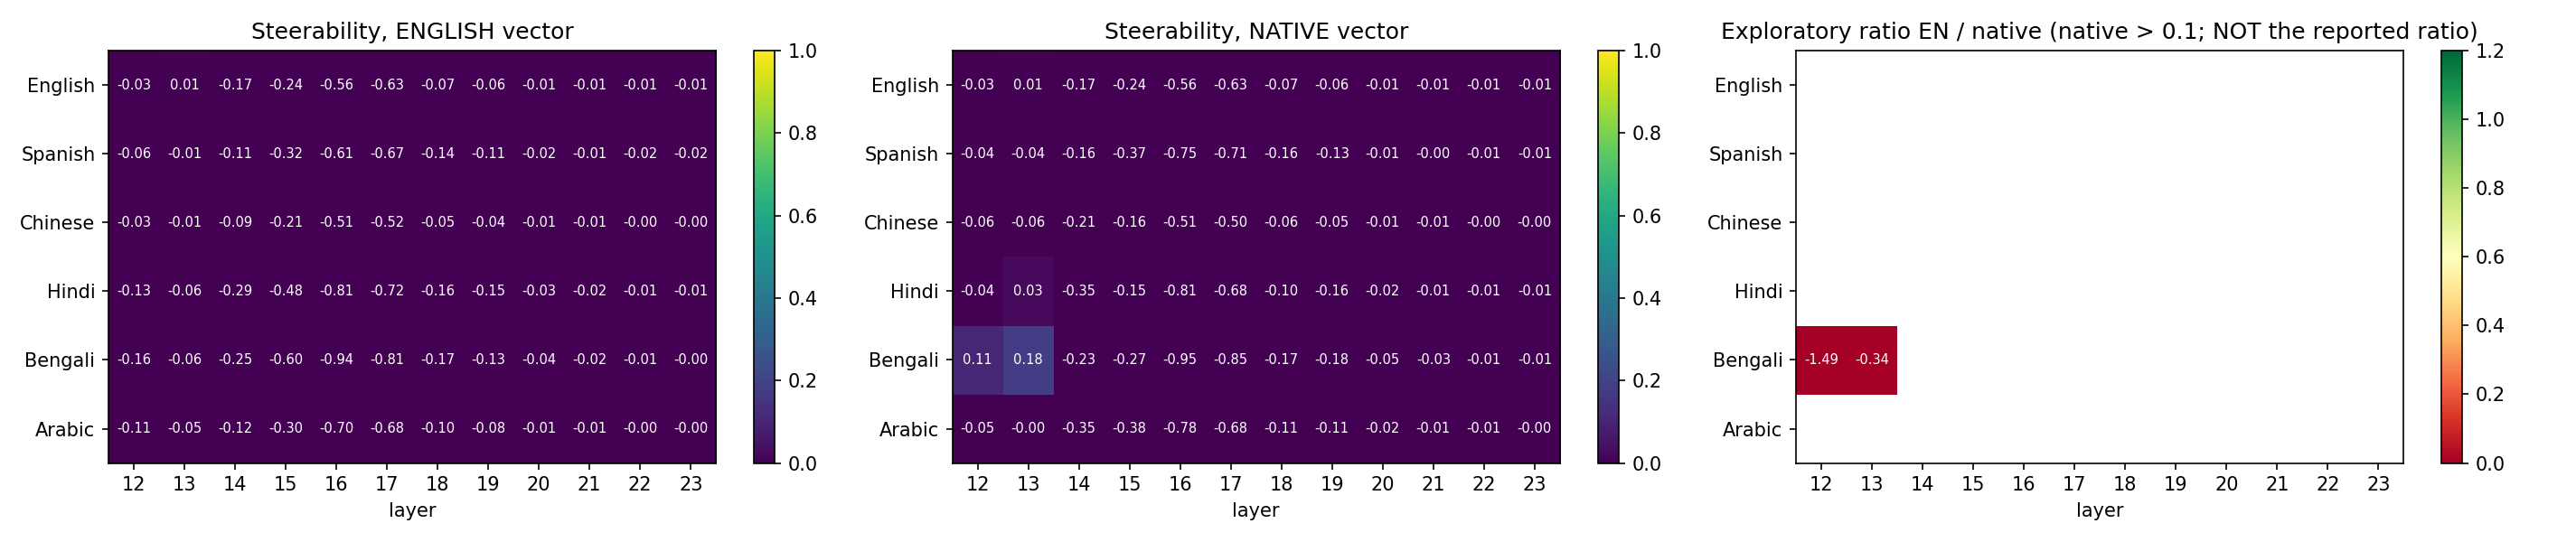 Steerability, ENGLISH vector
English -0.03 0.01 -0.17 -0.24 -0.56 -0.63 -0.07 -0.06 -0.01 -0.01 -0.01 -0.01
Spanish -0.06 -0.01 -0.11 -0.32 -0.61 -0.67 -0.14 -0.11 -0.02 -0.01 -0.02 -0.02
Chinese -0.03 -0.01 -0.09 -0.21 -0.51 -0.52 -0.05 -0.04 -0.01 -0.01 -0.00 -0.00
Hindi -0.13 -0.06 -0.29 -0.48 -0.81 -0.72 -0.16 -0.15 -0.03 -0.02 -0.01 -0.01
Bengali -0.16 -0.06 -0.25 -0.60 -0.94 -0.81 -0.17 -0.13 -0.04 -0.02 -0.01 -0.00
Arabic -0.11 -0.05 -0.12 -0.30 -0.70 -0.68 -0.10 -0.08 -0.01 -0.01 -0.00 -0.00
12 13 14 15 16 17 18 19 20 21 22 23
layer
1.0
0.8
0.6
0.4
0.2
0.0
Steerability, NATIVE vector
English -0.03 0.01 -0.17 -0.24 -0.56 -0.63 -0.07 -0.06 -0.01 -0.01 -0.01 -0.01
Spanish -0.04 -0.04 -0.16 -0.37 -0.75 -0.71 -0.16 -0.13 -0.01 -0.00 -0.01 -0.01
Chinese -0.06 -0.06 -0.21 -0.16 -0.51 -0.50 -0.06 -0.05 -0.01 -0.01 -0.00 -0.00
Hindi -0.04 0.03 -0.35 -0.15 -0.81 -0.68 -0.10 -0.16 -0.02 -0.01 -0.01 -0.01
Bengali 0.11 0.18 -0.23 -0.27 -0.95 -0.85 -0.17 -0.18 -0.05 -0.03 -0.01 -0.01
Arabic -0.05 -0.00 -0.35 -0.38 -0.78 -0.68 -0.11 -0.11 -0.02 -0.01 -0.01 -0.00
12 13 14 15 16 17 18 19 20 21 22 23
layer
1.0
0.8
0.6
0.4
0.2
0.0
Exploratory ratio EN / native (native > 0.1; NOT the reported ratio)
English
Spanish
Chinese
Hindi
Bengali -1.49 -0.34
Arabic
12 13 14 15 16 17 18 19 20 21 22 23
layer
1.2
1.0
0.8
0.6
0.4
0.2
0.0